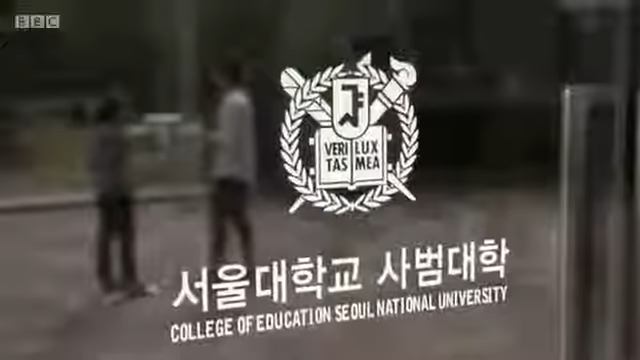 BBC
VERI LUX
TAS MEA
서울대학교 사범대학
COLLEGE OF EDUCATION SEOUL NATIONAL UNIVERSITY